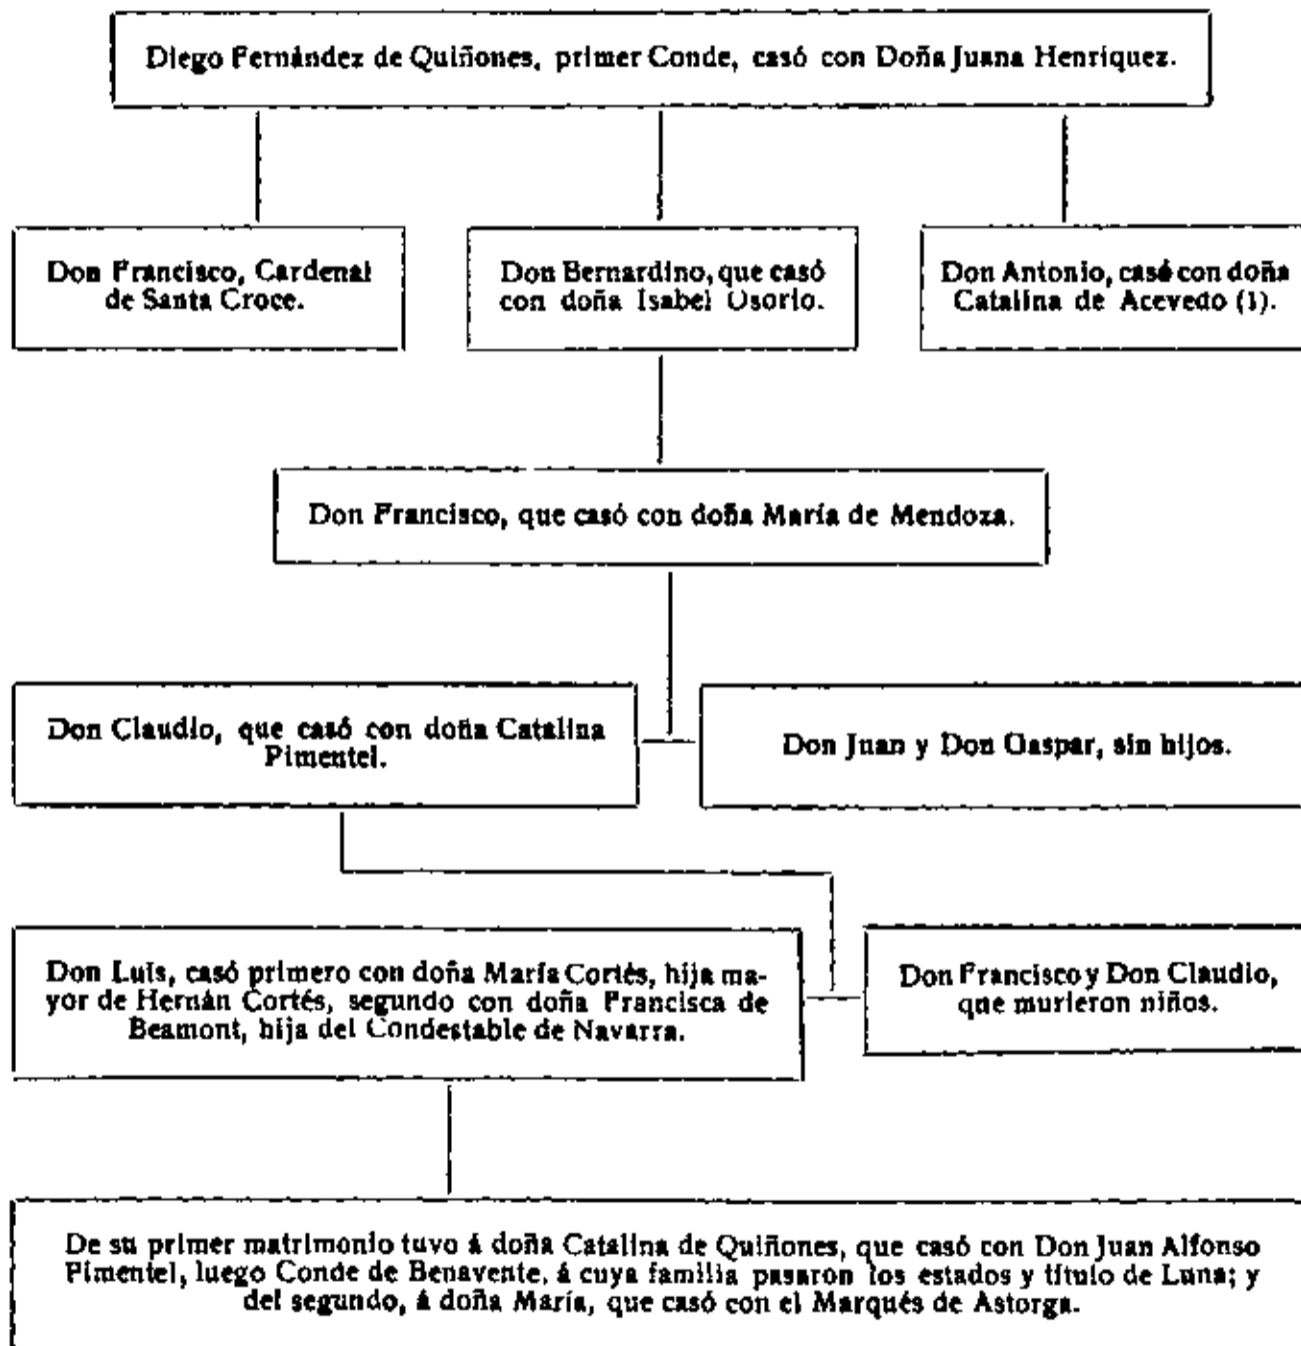 Diego Fernández de Quiñones, primer Conde, casó con Doña Juana Henriquez.
Don Francisco, Cardenal
de Santa Croce.
Don Bernardino, que casó
con doña Isabel Osorio.
Don Antonio, casó con doña
Catalina de Acevedo (1).
Don Francisco, que casó con doña María de Mendoza.
Don Claudio, que casó con doña Catalina
Pimentel.
Don Juan y Don Gaspar, sin hijos.
Don Luis, casó primero con doña María Cortés, hija ma-
yor de Hernán Cortés, segundo con doña Francisca de
Beamont, hija del Condestable de Navarra.
Don Francisco y Don Claudio,
que murieron niños.
De su primer matrimonio tuvo á doña Catalina de Quiñones, que casó con Don Juan Alfonso
Pimentel, luego Conde de Benavente, á cuya familia pasaron los estados y título de Luna; y
del segundo, á doña María, que casó con el Marqués de Astorga.